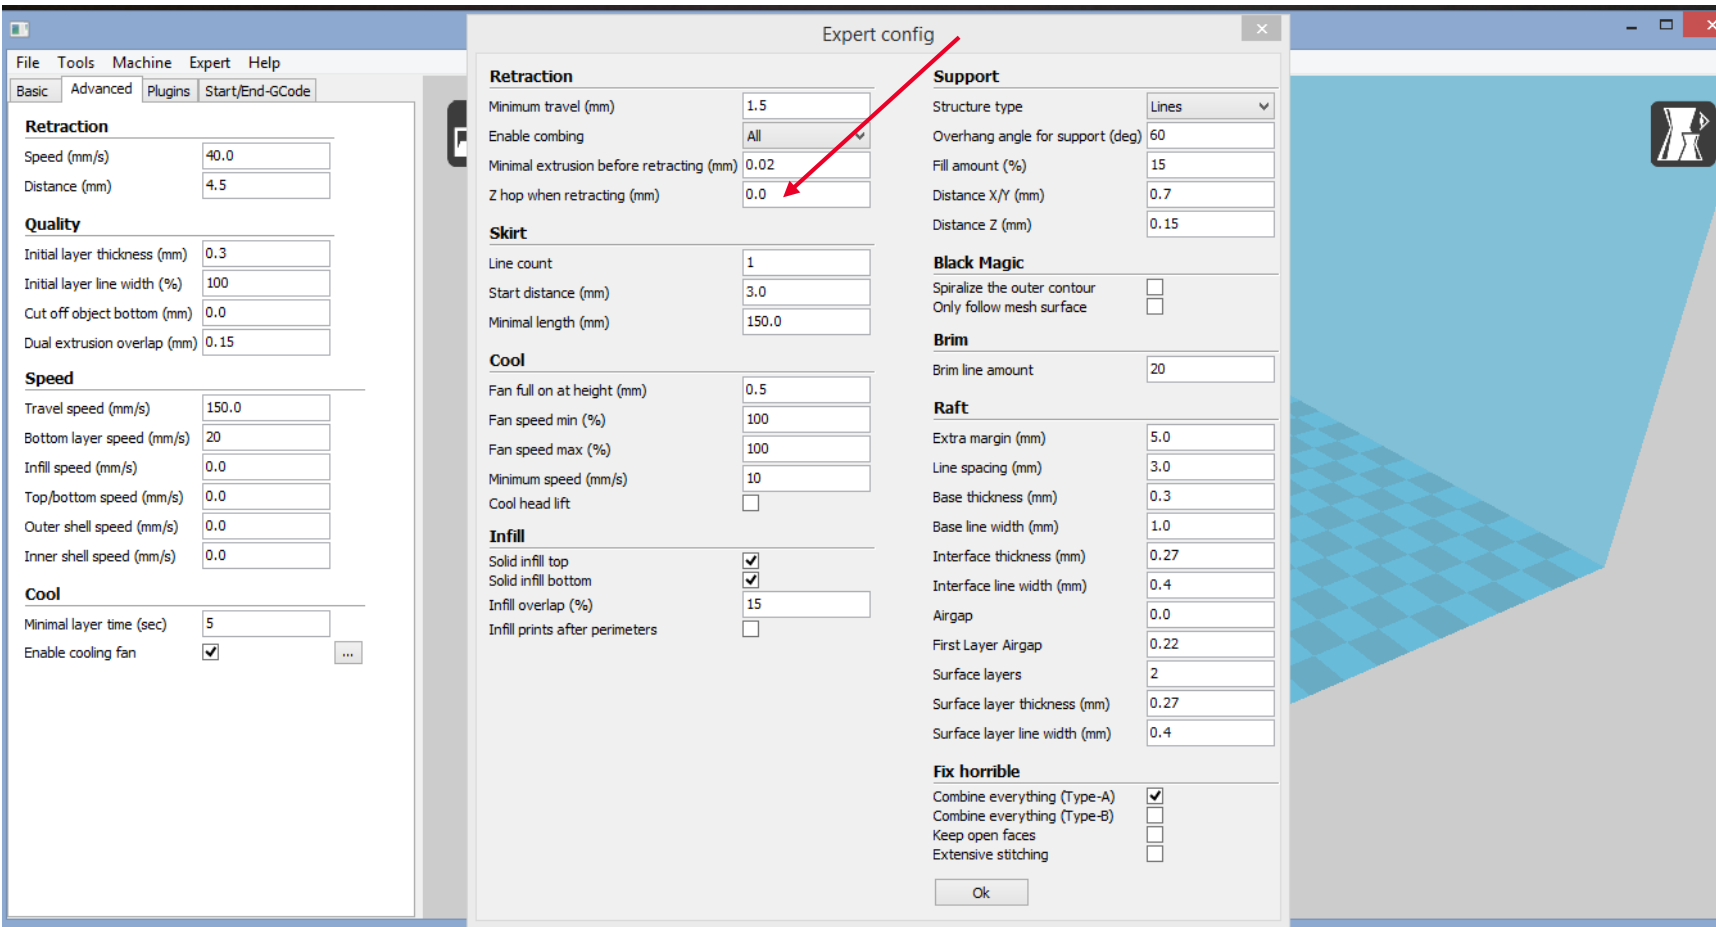 Expert config
File Tools Machine Expert Help
Basic Advanced Plugins Start/End-GCode
Retraction
Speed (mm/s) 40.0
Distance (mm) 4.5
Quality
Initial layer thickness (mm) 0.3
Initial layer line width (%) 100
Cut off object bottom (mm) 0.0
Dual extrusion overlap (mm) 0.15
Speed
Travel speed (mm/s) 150.0
Bottom layer speed (mm/s) 20
Infill speed (mm/s) 0.0
Top/bottom speed (mm/s) 0.0
Outer shell speed (mm/s) 0.0
Inner shell speed (mm/s) 0.0
Cool
Minimal layer time (sec) 5
Enable cooling fan ...
Retraction
Minimum travel (mm) 1.5
Enable combing All
Minimal extrusion before retracting (mm) 0.02
Z hop when retracting (mm) 0.0
Skirt
Line count 1
Start distance (mm) 3.0
Minimal length (mm) 150.0
Cool
Fan full on at height (mm) 0.5
Fan speed min (%) 100
Fan speed max (%) 100
Minimum speed (mm/s) 10
Cool head lift
Infill
Solid infill top
Solid infill bottom
Infill overlap (%) 15
Infill prints after perimeters
Support
Structure type Lines
Overhang angle for support (deg) 60
Fill amount (%) 15
Distance X/Y (mm) 0.7
Distance Z (mm) 0.15
Black Magic
Spiralize the outer contour
Only follow mesh surface
Brim
Brim line amount 20
Raft
Extra margin (mm) 5.0
Line spacing (mm) 3.0
Base thickness (mm) 0.3
Base line width (mm) 1.0
Interface thickness (mm) 0.27
Interface line width (mm) 0.4
Airgap 0.0
First Layer Airgap 0.22
Surface layers 2
Surface layer thickness (mm) 0.27
Surface layer line width (mm) 0.4
Fix horrible
Combine everything (Type-A)
Combine everything (Type-B)
Keep open faces
Extensive stitching
Ok